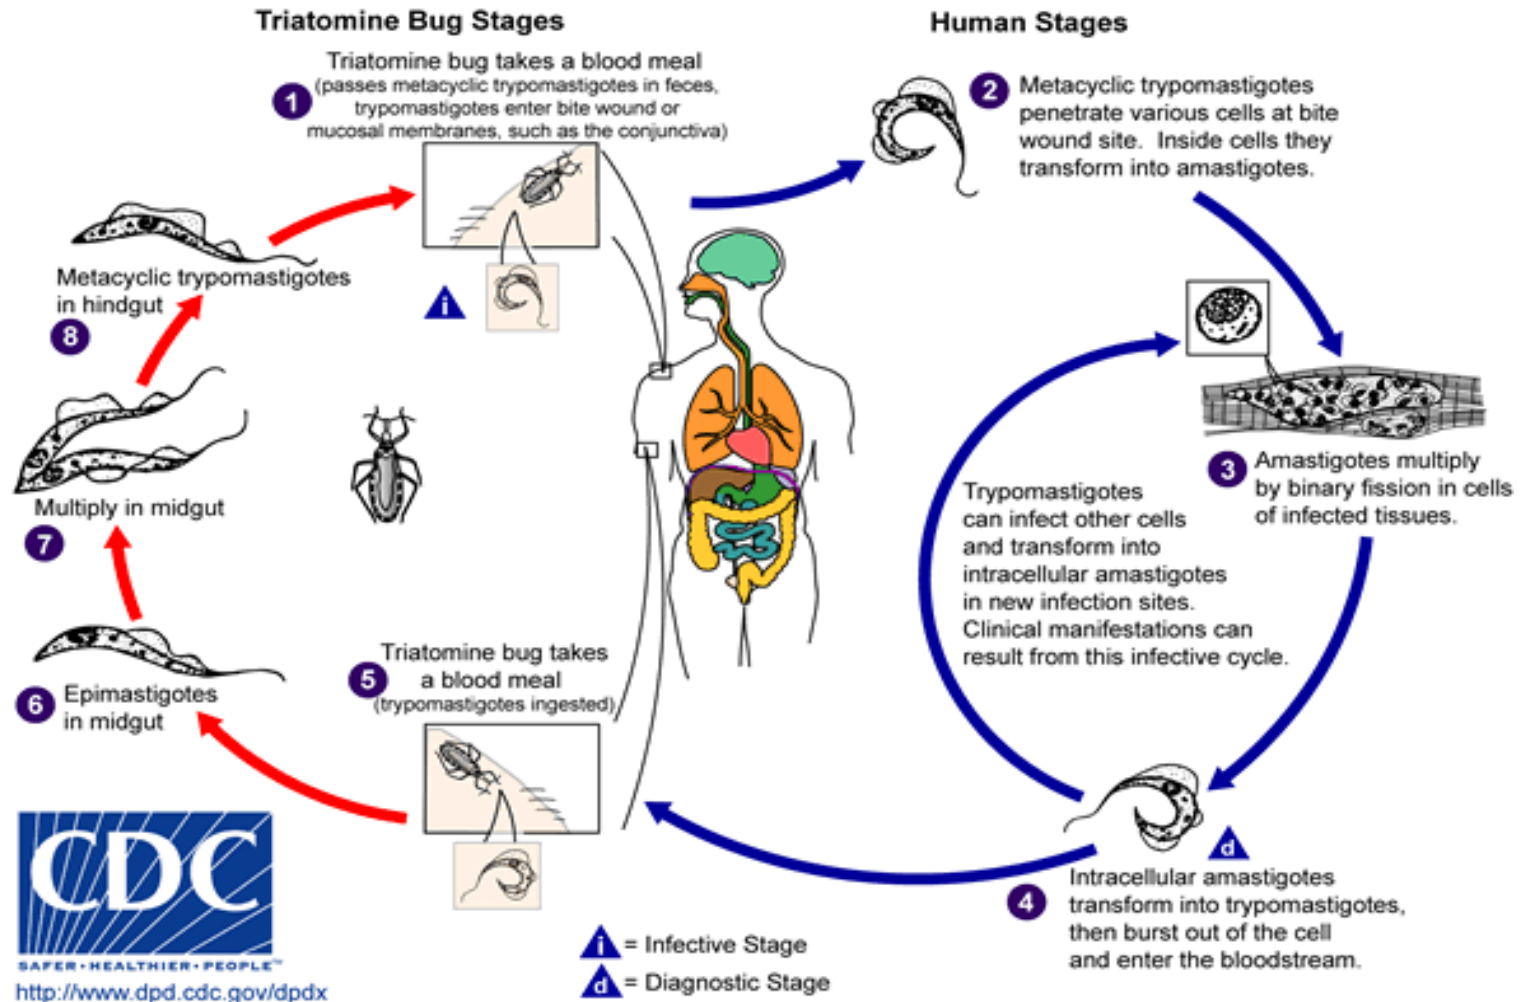 Triatomine Bug Stages
Human Stages
1
Triatomine bug takes a blood meal
(passes metacyclic trypomastigotes in feces,
trypomastigotes enter bite wound or
mucosal membranes, such as the conjunctiva)
i
2
Metacyclic trypomastigotes
penetrate various cells at bite
wound site. Inside cells they
transform into amastigotes.
3
Amastigotes multiply
by binary fission in cells
of infected tissues.
Trypomastigotes
can infect other cells
and transform into
intracellular amastigotes
in new infection sites.
Clinical manifestations can
result from this infective cycle.
d
4
Intracellular amastigotes
transform into trypomastigotes,
then burst out of the cell
and enter the bloodstream.
5
Triatomine bug takes
a blood meal
(trypomastigotes ingested)
6
Epimastigotes
in midgut
Multiply in midgut
7
Metacyclic trypomastigotes
in hindgut
8
i = Infective Stage
d = Diagnostic Stage
CDC
SAFER•HEALTHIER•PEOPLE™
http://www.dpd.cdc.gov/dpdx